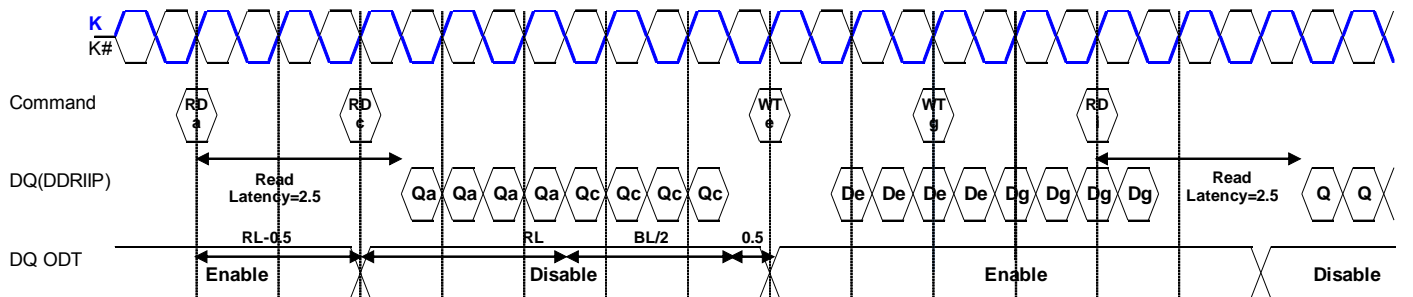 K
K#
Command
RD a
RD c
WT e
WT g
RD
DQ(DDRIIP)
Read
Latency=2.5
Qa Qa Qa Qa Qc Qc Qc Qc
De De De De Dg Dg Dg Dg
Read
Latency=2.5
Q Q
DQ ODT
RL-0.5
RL
BL/2
0.5
Enable
Disable
Enable
Disable